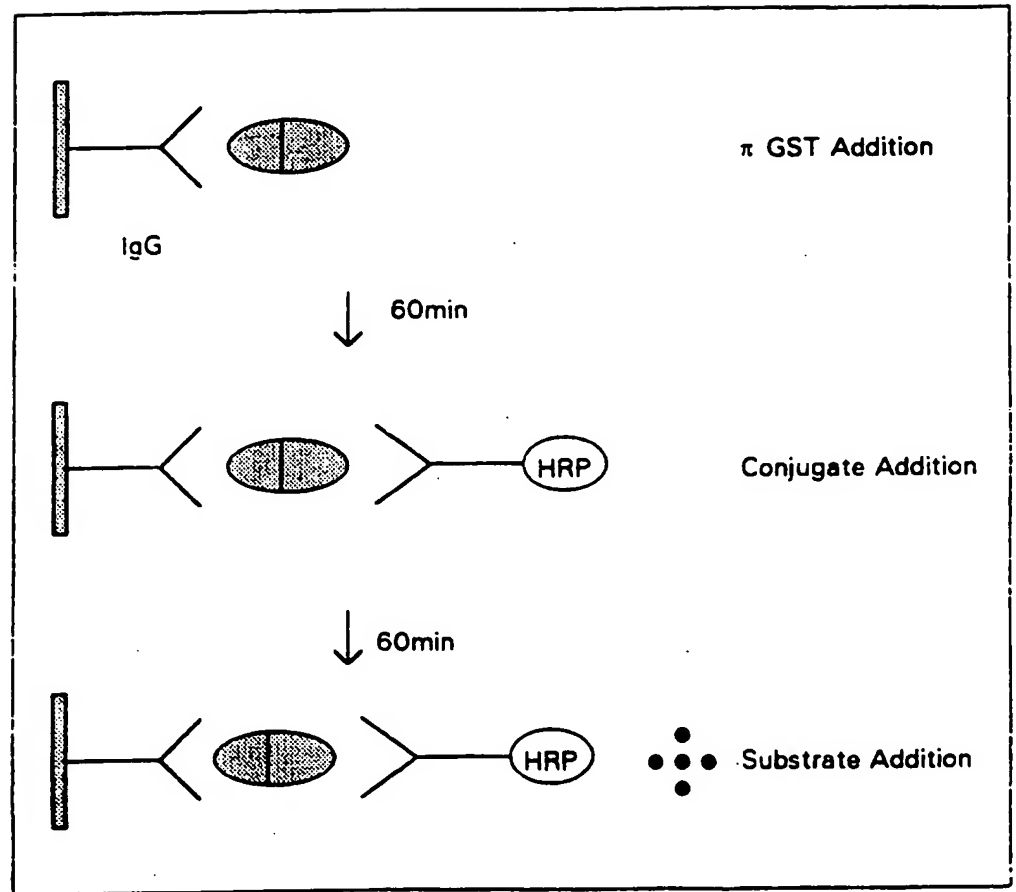 π GST Addition
IgG
60min
HRP
Conjugate Addition
60min
HRP
Substrate Addition